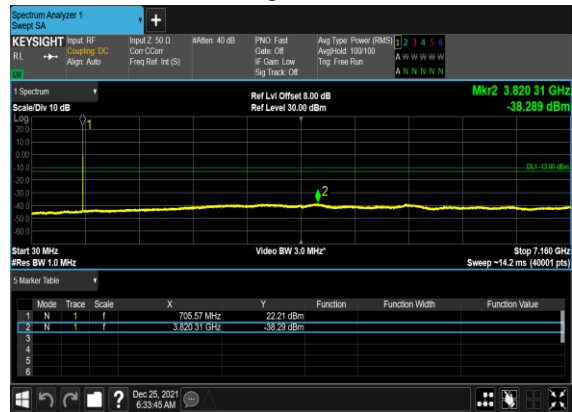 Spectrum Analyzer 1
Swept SA
+
KEYSIGHT Input: RF Input Z: 50 Ω #Atten: 40 dB PNO: Fast Avg Type: Power (RMS) 1 2 3 4 5 6
RL Coupling: DC Corr CCorr Gate: Off Avg|Hold: 100/100 A W W W W W
Align: Auto Freq Ref: Int (S) IF Gain: Low Trig: Free Run
Sig Track: Off A N N N N N
1 Spectrum Ref Lvl Offset 8.00 dB Mkr2 3.820 31 GHz
Scale/Div 10 dB Ref Level 30.00 dBm -38.289 dBm
Log
20.0
10.0
0.00
-10.0
-20.0
-30.0
-40.0
-50.0
-60.0
1
DL1 -13.00 dBm
2
Start 30 MHz Video BW 3.0 MHz* Stop 7.160 GHz
#Res BW 1.0 MHz Sweep ~14.2 ms (40001 pts)
5 Marker Table
Mode Trace Scale X Y Function Function Width Function Value
1 N 1 f 705.57 MHz 22.21 dBm
2 N 1 f 3.820 31 GHz -38.29 dBm
3
4
5
6
? Dec 25, 2021
6:33:45 AM